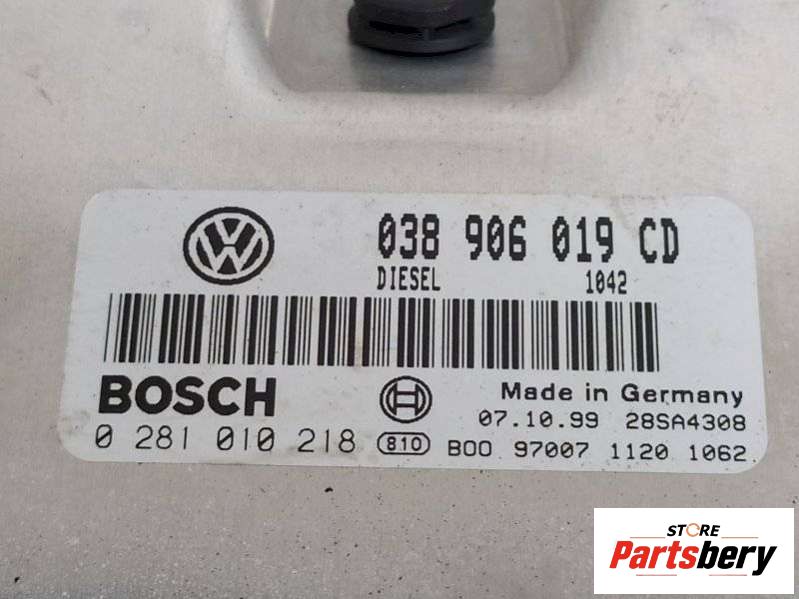 VW
038 906 019 CD
DIESEL 1042
BOSCH
Made in Germany
07.10.99 28SA4308
0 281 010 218 810 B00 97007 1120 1062
STORE
Partsbery